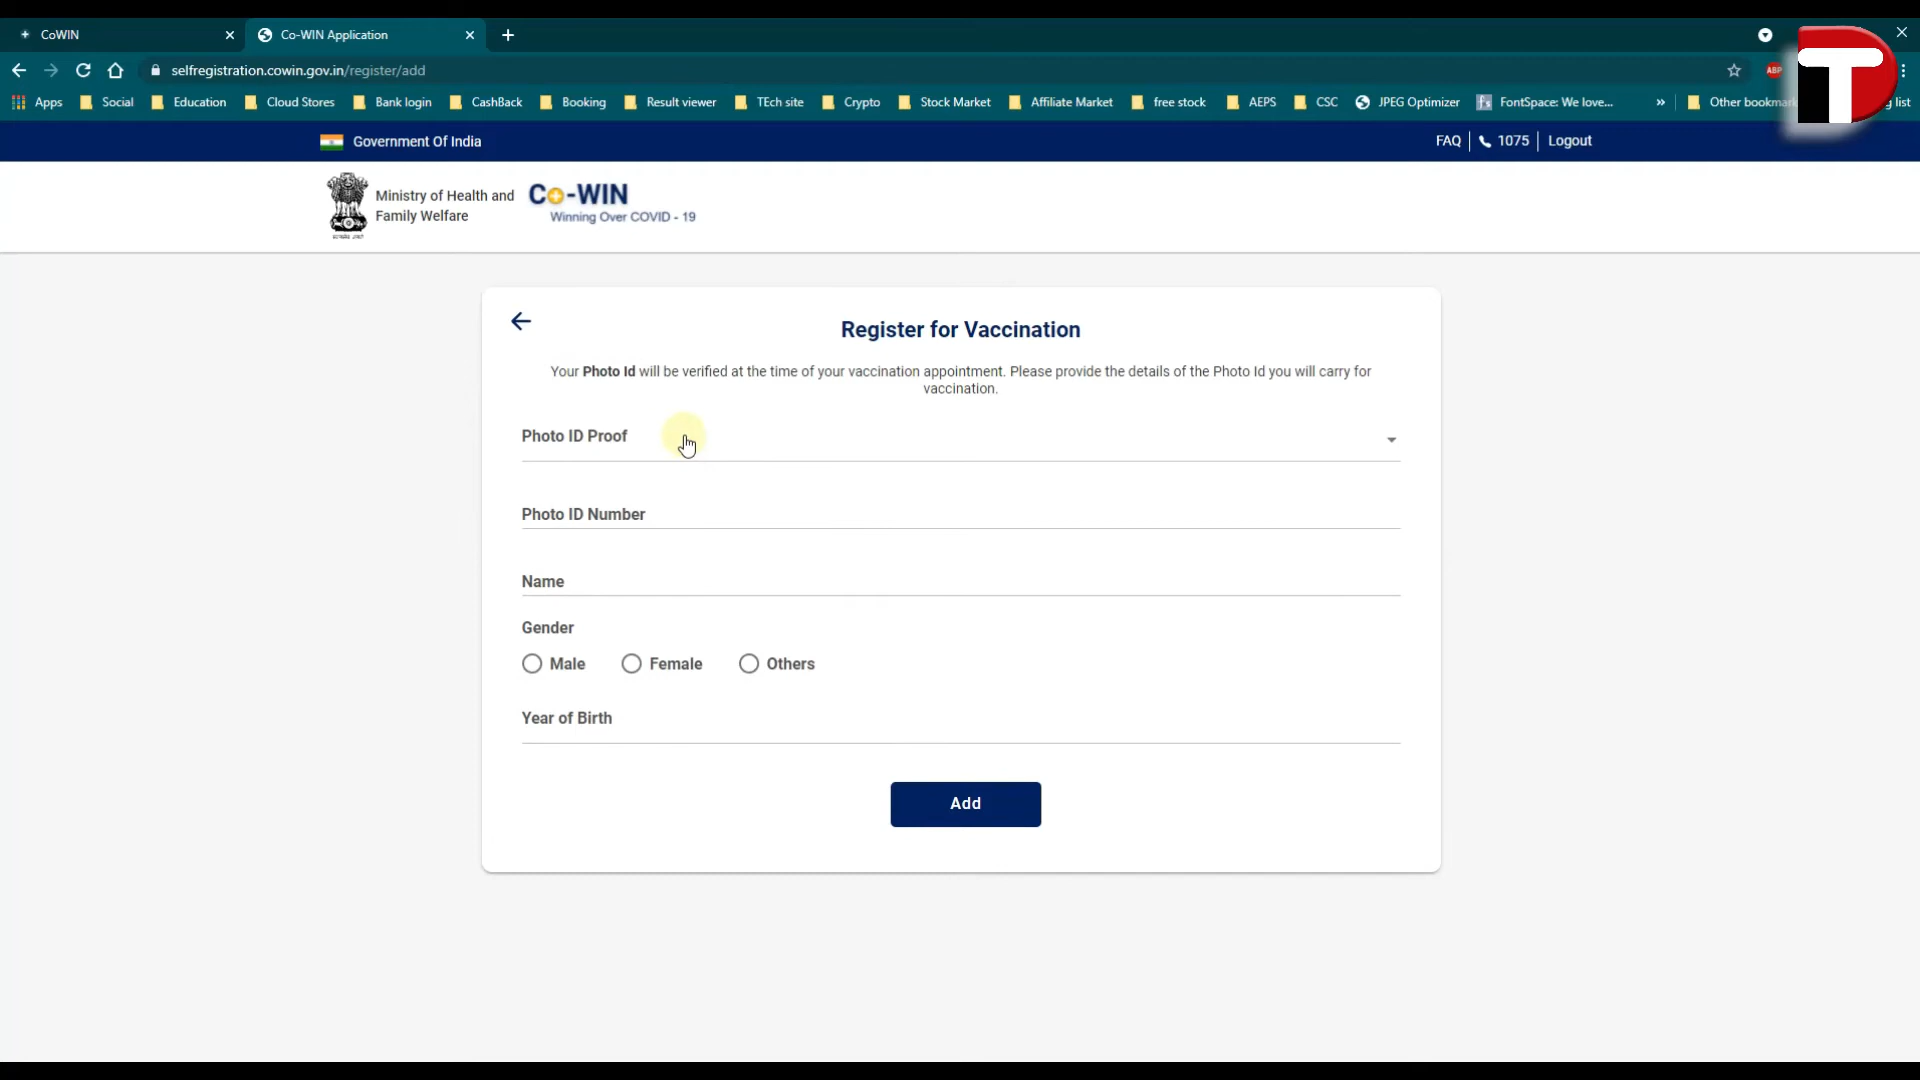 CoWIN
Co-WIN Application
selfregistration.cowin.gov.in/register/add
ABP
Apps Social Education Cloud Stores Bank login CashBack Booking Result viewer TEch site Crypto Stock Market Affiliate Market free stock AEPS CSC JPEG Optimizer fs FontSpace: We love... » Other bookmark g list
Government Of India
FAQ 1075 Logout
Ministry of Health and
Family Welfare
Co-WIN
Winning Over COVID - 19
Register for Vaccination
Your Photo Id will be verified at the time of your vaccination appointment. Please provide the details of the Photo Id you will carry for
vaccination.
Photo ID Proof
Photo ID Number
Name
Gender
Male Female Others
Year of Birth
Add